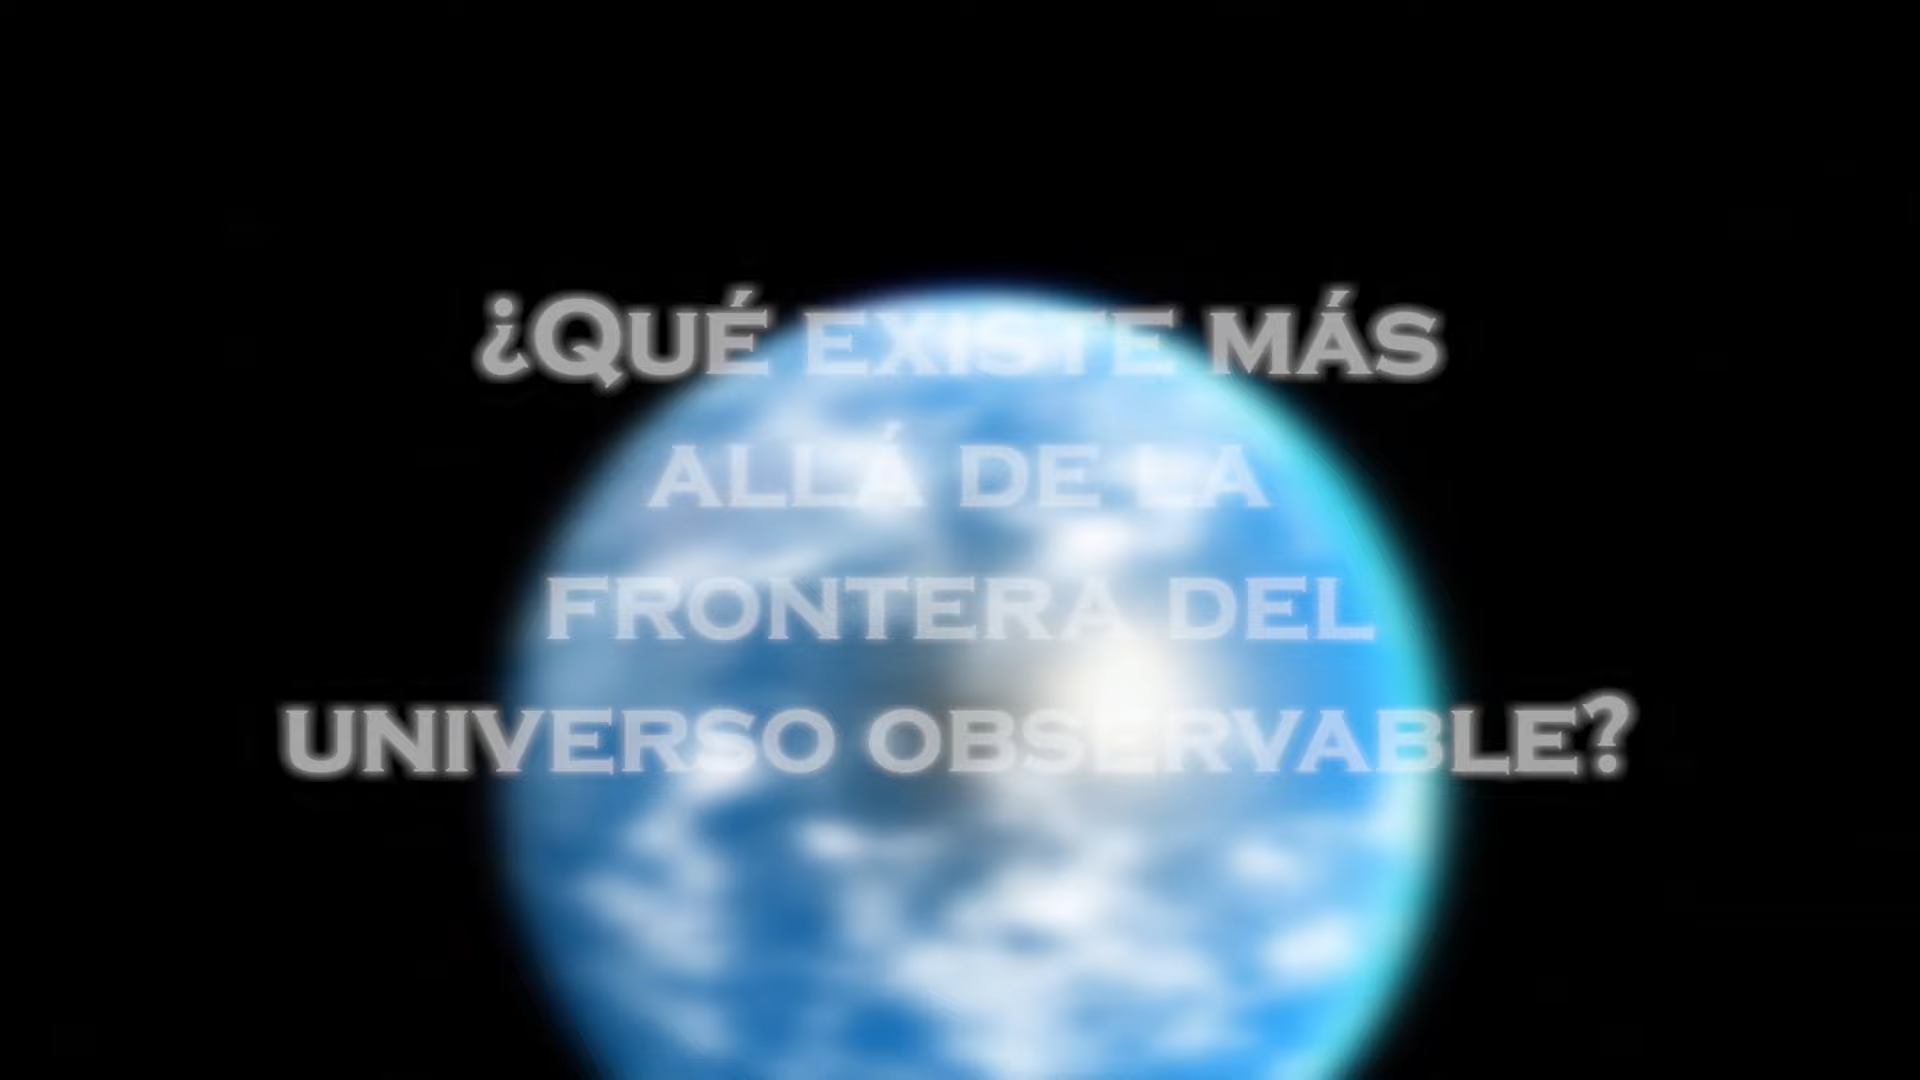 ¿Qué existe más
allá de la
frontera del
universo observable?